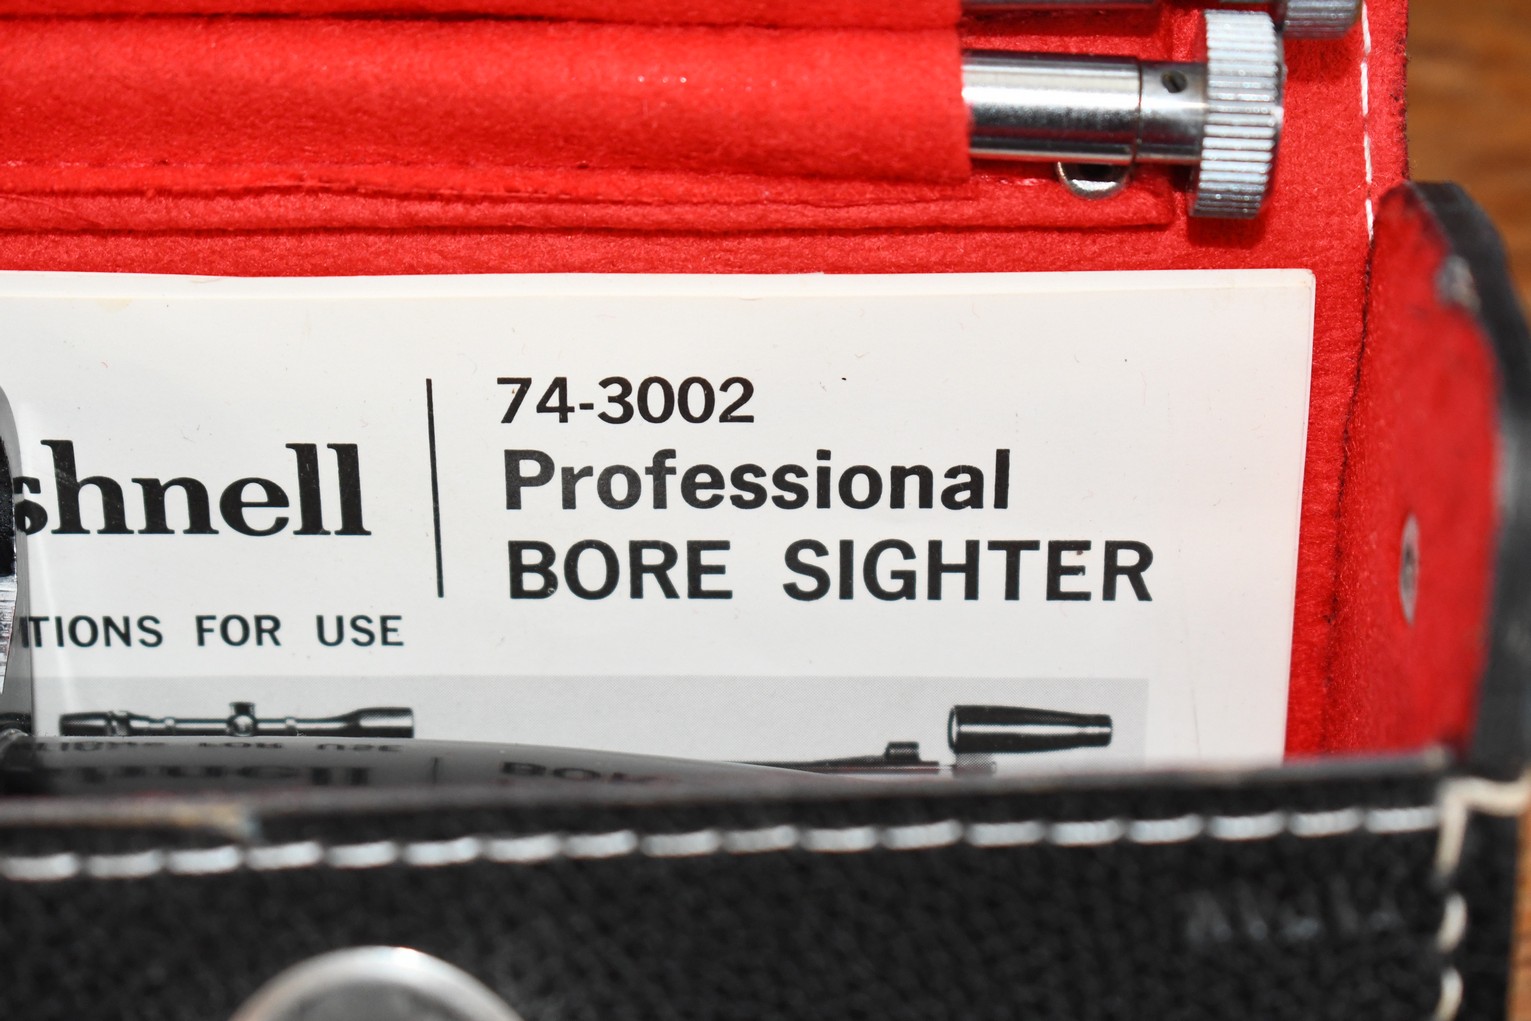 74-3002
shnell
Professional
BORE SIGHTER
TIONS FOR USE